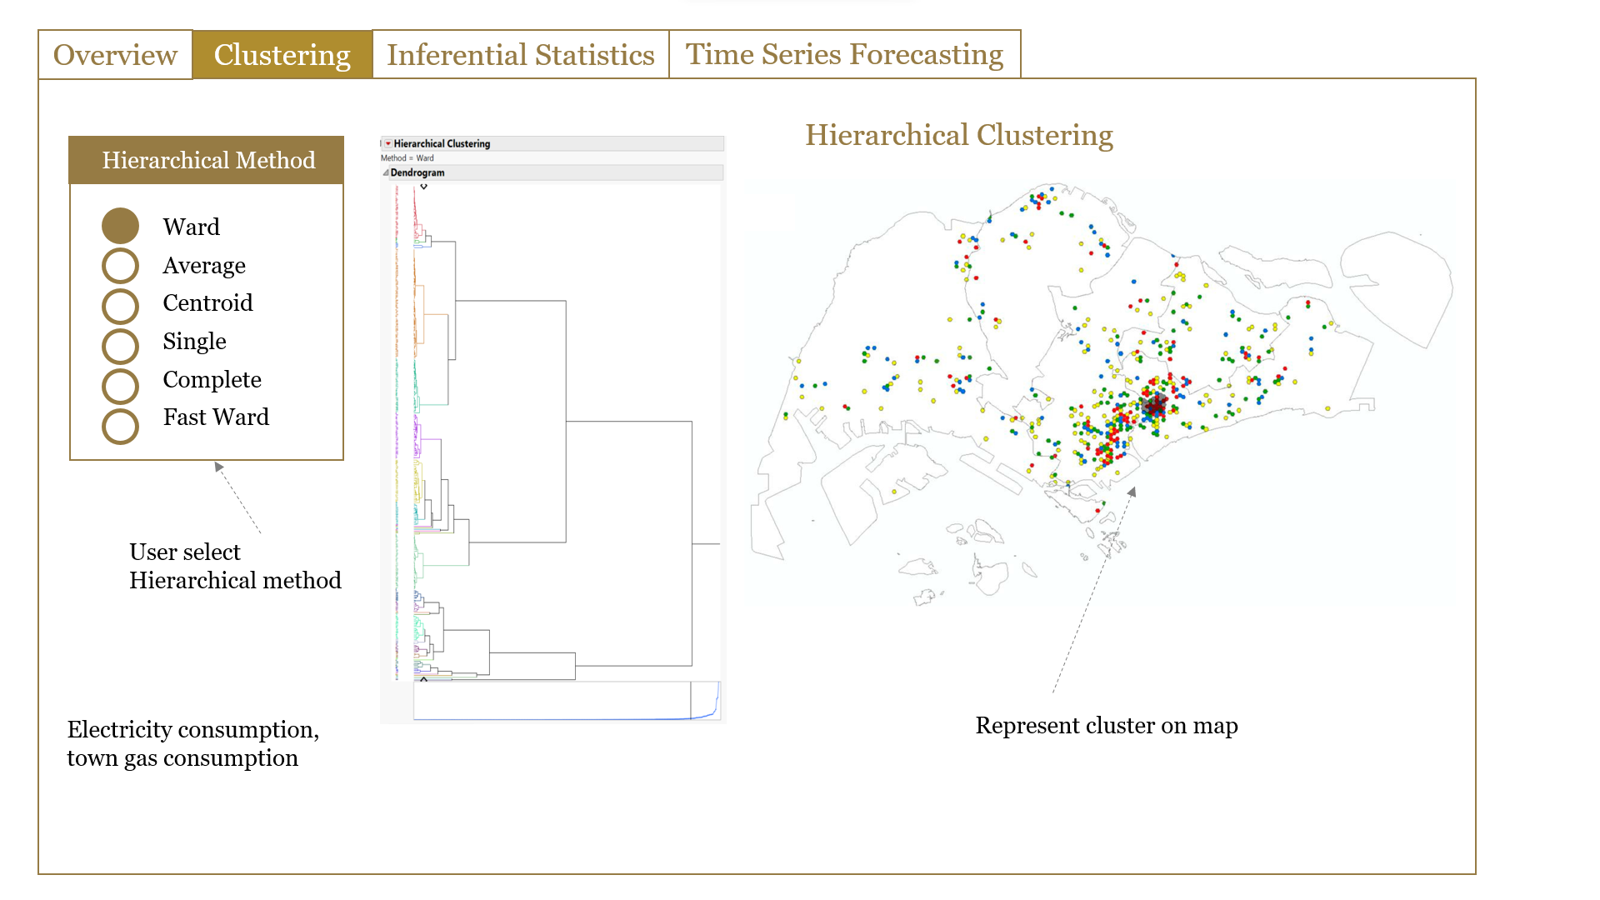 Overview
Clustering
Inferential Statistics
Time Series Forecasting
Hierarchical Method
Ward
Average
Centroid
Single
Complete
Fast Ward
User select
Hierarchical method
Electricity consumption,
town gas consumption
Hierarchical Clustering
Method = Ward
Dendrogram
Hierarchical Clustering
Represent cluster on map